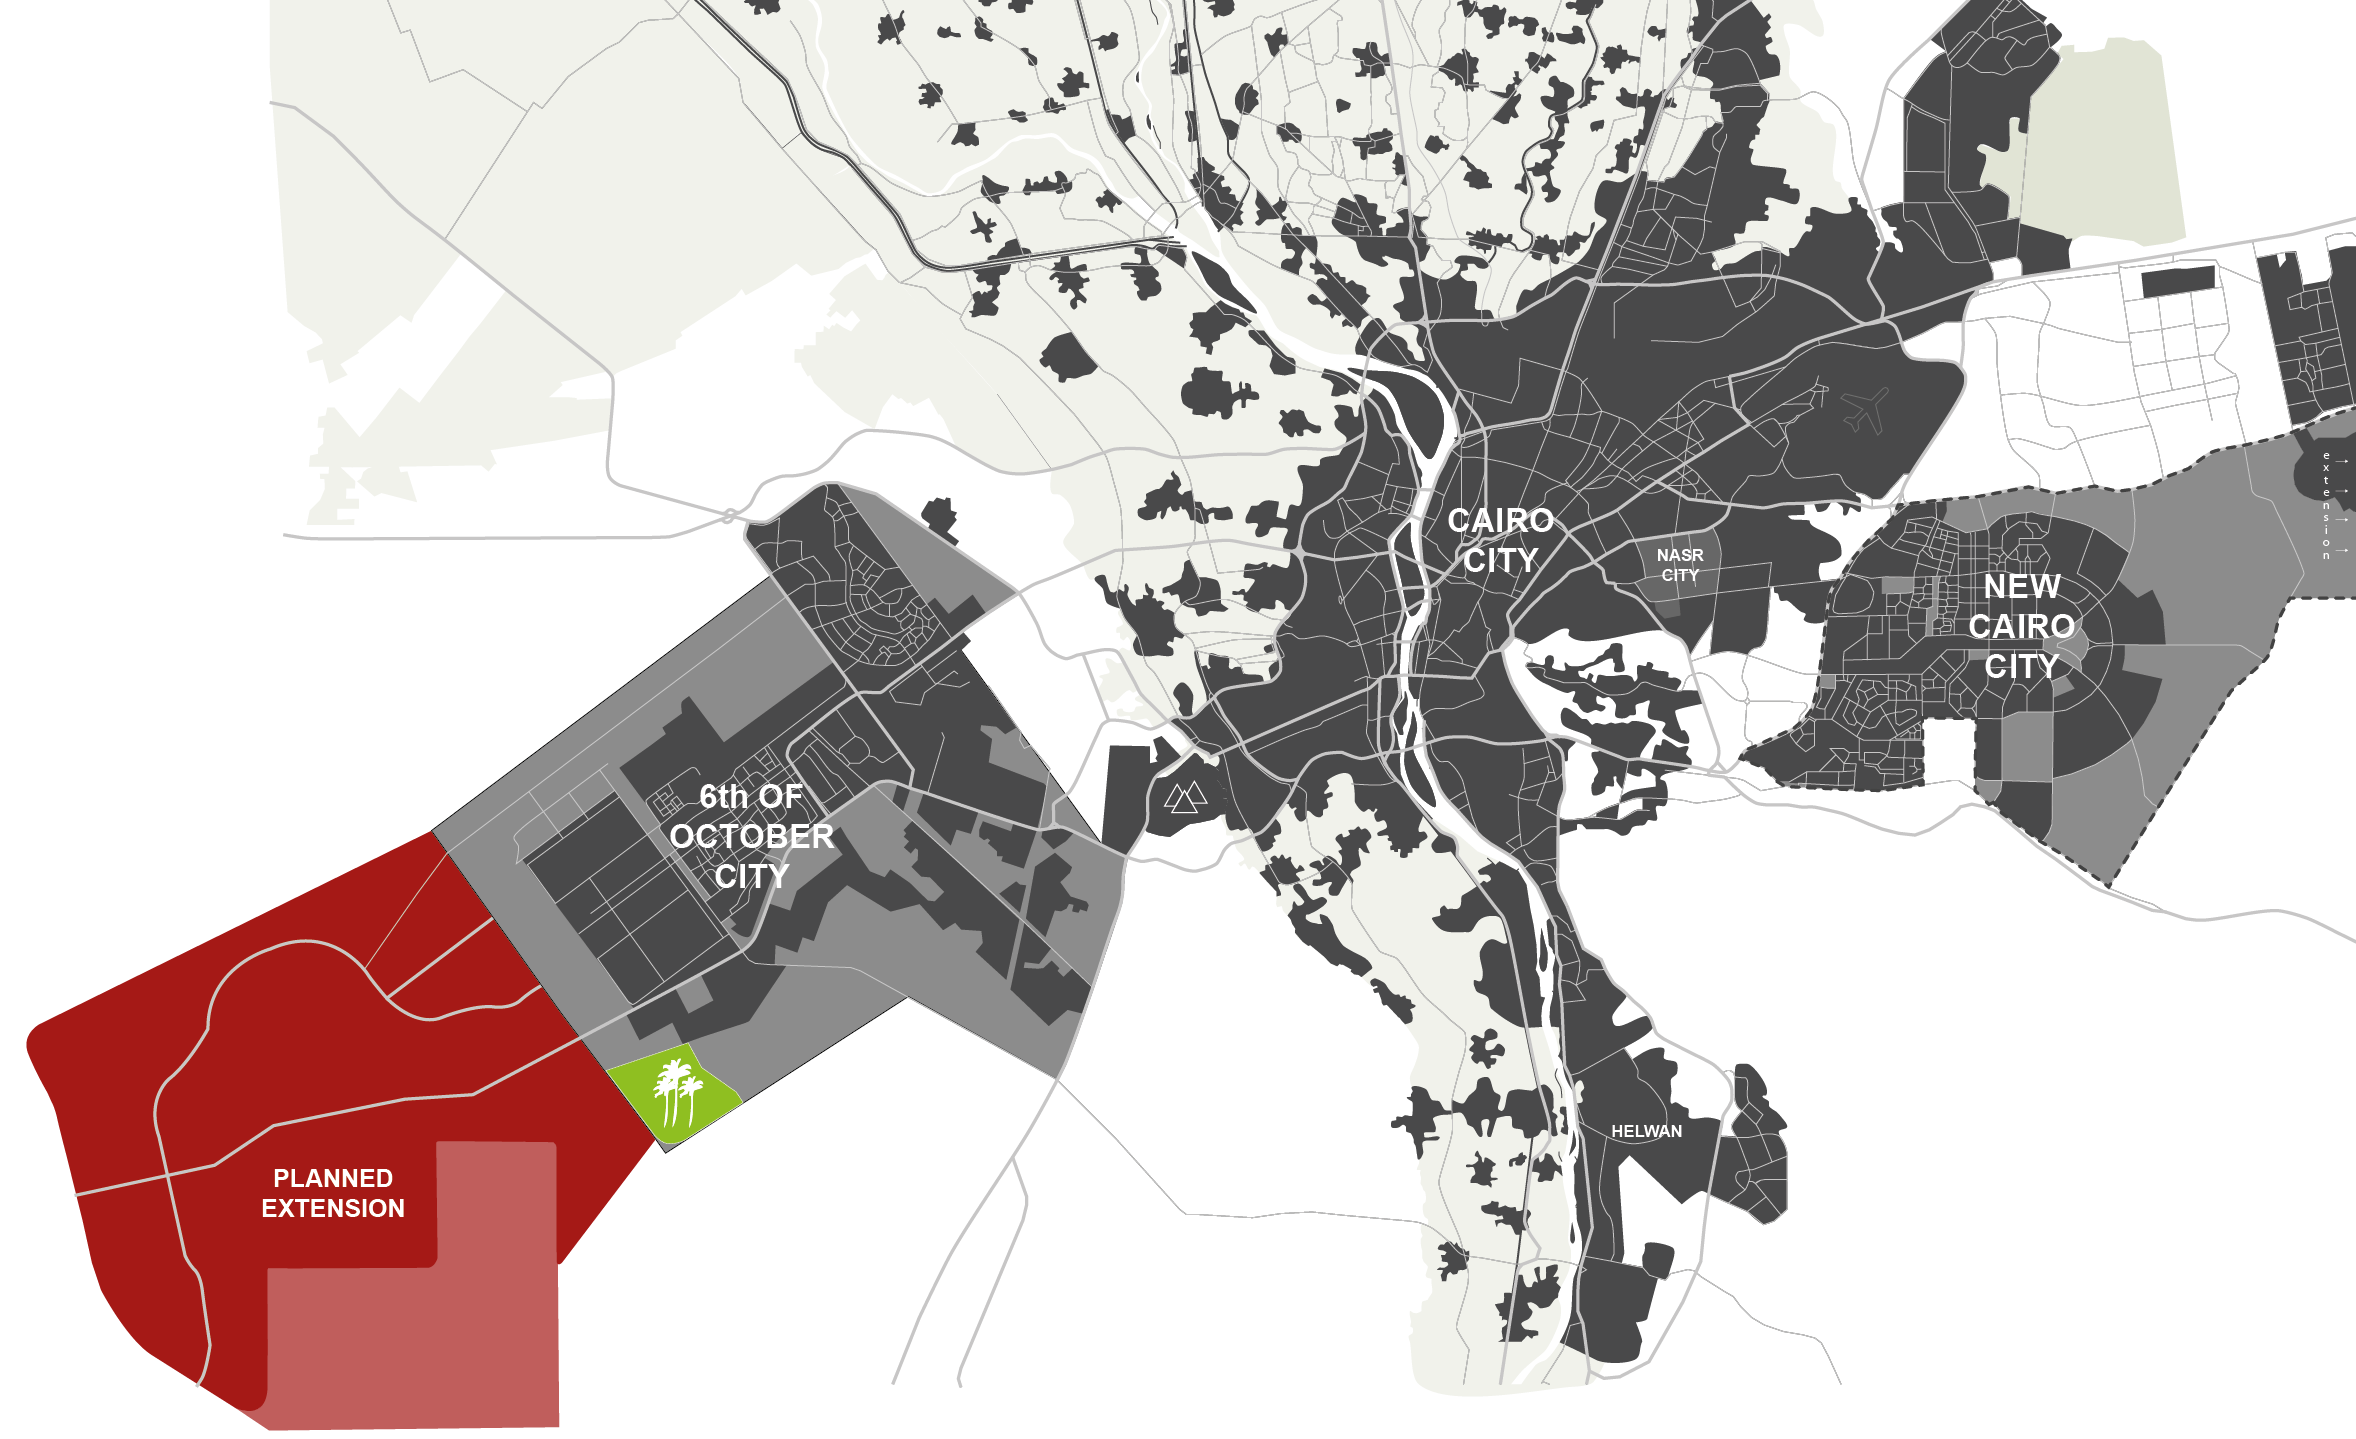 CAIRO
CITY
NASR
CITY
NEW
CAIRO
CITY
extension
6th OF
OCTOBER
CITY
PLANNED
EXTENSION
HELWAN